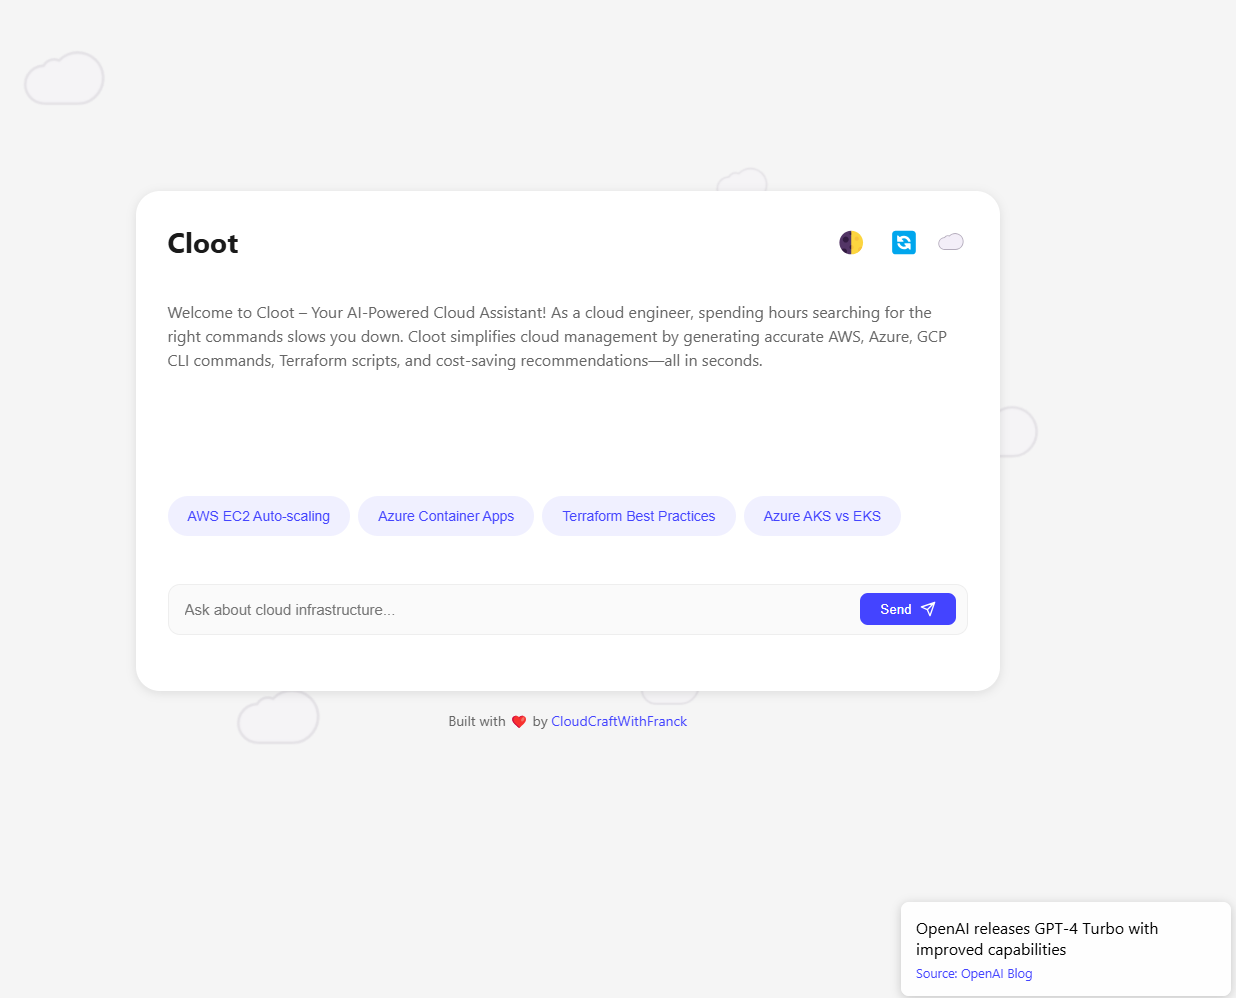 Cloot
Welcome to Cloot – Your AI-Powered Cloud Assistant! As a cloud engineer, spending hours searching for the
right commands slows you down. Cloot simplifies cloud management by generating accurate AWS, Azure, GCP
CLI commands, Terraform scripts, and cost-saving recommendations—all in seconds.
AWS EC2 Auto-scaling
Azure Container Apps
Terraform Best Practices
Azure AKS vs EKS
Ask about cloud infrastructure...
Send
Built with ❤️ by CloudCraftWithFranck
OpenAI releases GPT-4 Turbo with
improved capabilities
Source: OpenAI Blog